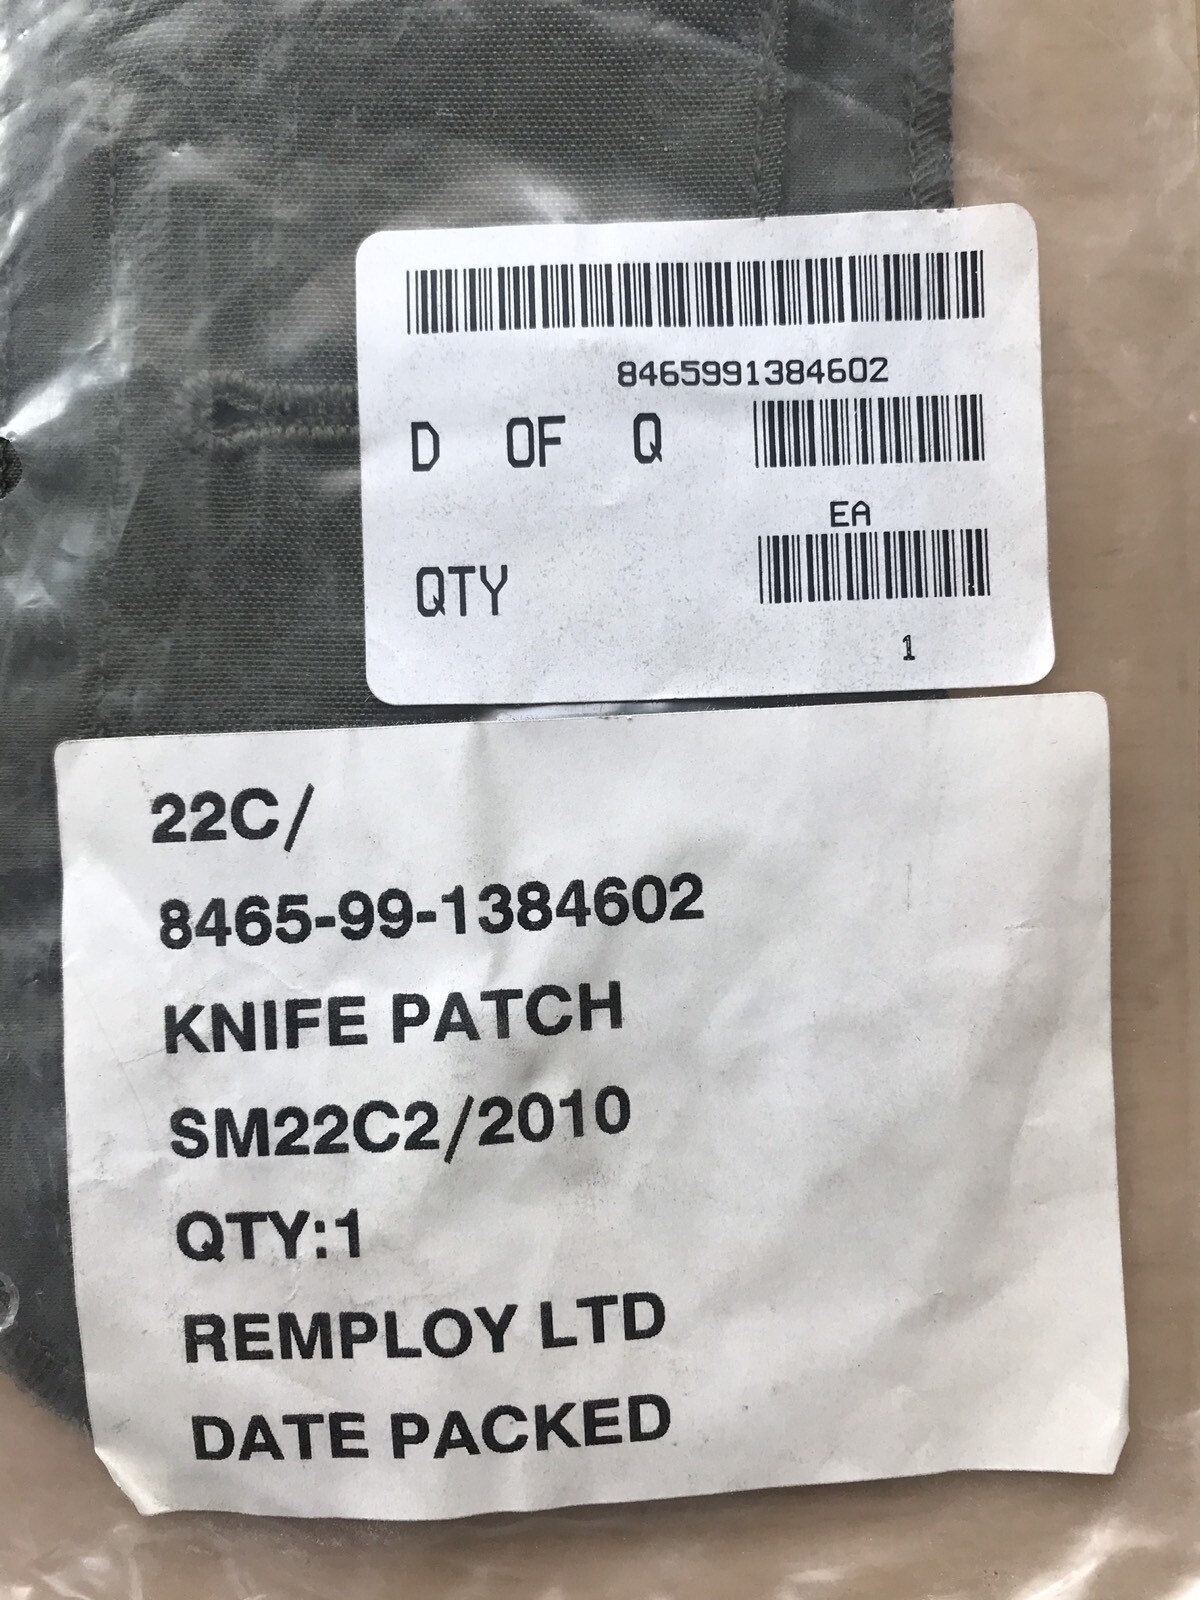 8465991384602
D OF Q
EA
QTY
1
22C/
8465-99-1384602
KNIFE PATCH
SM22C2/2010
QTY:1
REMPLOY LTD
DATE PACKED